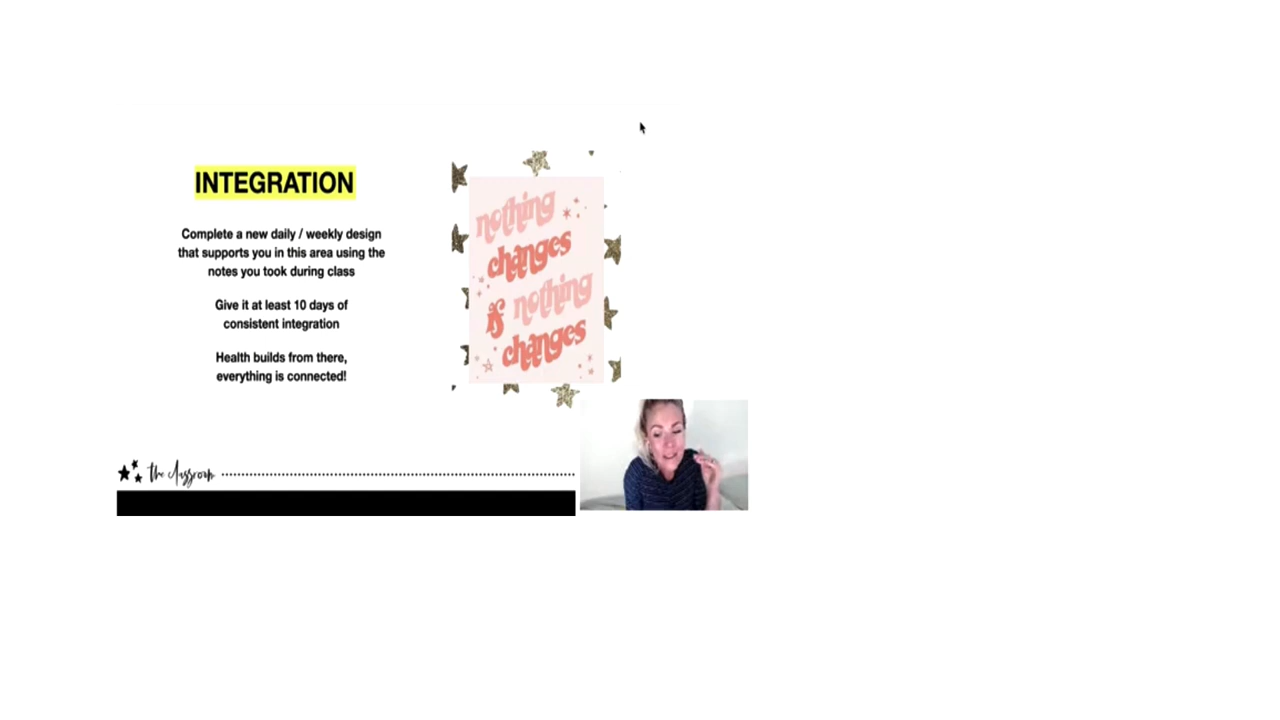 INTEGRATION
Complete a new daily / weekly design
that supports you in this area using the
notes you took during class
Give it at least 10 days of
consistent integration
Health builds from there,
everything is connected!
nothing
changes
if nothing
changes
the classroom